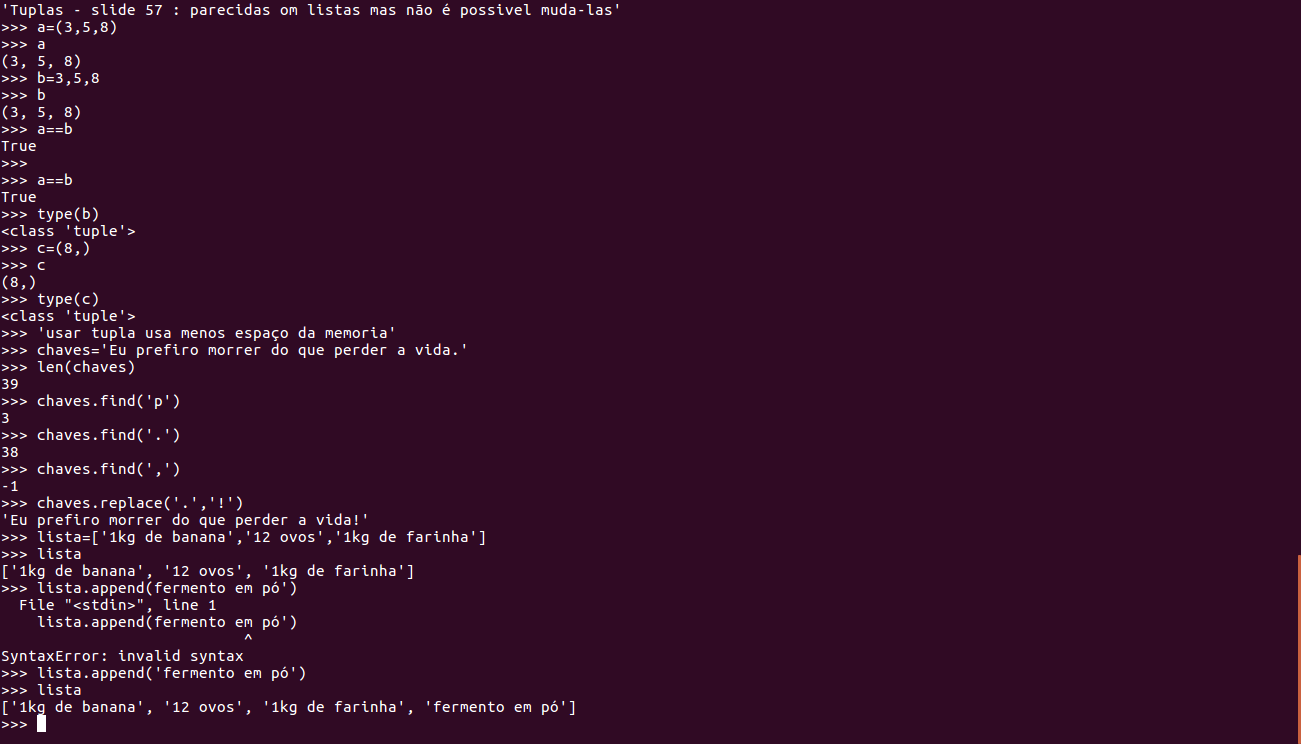 'Tuplas - slide 57 : parecidas om listas mas não é possivel muda-las'
>>> a=(3,5,8)
>>> a
(3, 5, 8)
>>> b=3,5,8
>>> b
(3, 5, 8)
>>> a==b
True
>>>
>>> a==b
True
>>> type(b)
<class 'tuple'>
>>> c=(8,)
>>> c
(8,)
>>> type(c)
<class 'tuple'>
>>> 'usar tupla usa menos espaço da memoria'
>>> chaves='Eu prefiro morrer do que perder a vida.'
>>> len(chaves)
39
>>> chaves.find('p')
3
>>> chaves.find('.')
38
>>> chaves.find(',')
-1
>>> chaves.replace('.','!')
'Eu prefiro morrer do que perder a vida!'
>>> lista=['1kg de banana','12 ovos','1kg de farinha']
>>> lista
['1kg de banana', '12 ovos', '1kg de farinha']
>>> lista.append(fermento em pó')
  File "<stdin>", line 1
    lista.append(fermento em pó')
                           ^
SyntaxError: invalid syntax
>>> lista.append('fermento em pó')
>>> lista
['1kg de banana', '12 ovos', '1kg de farinha', 'fermento em pó']
>>>